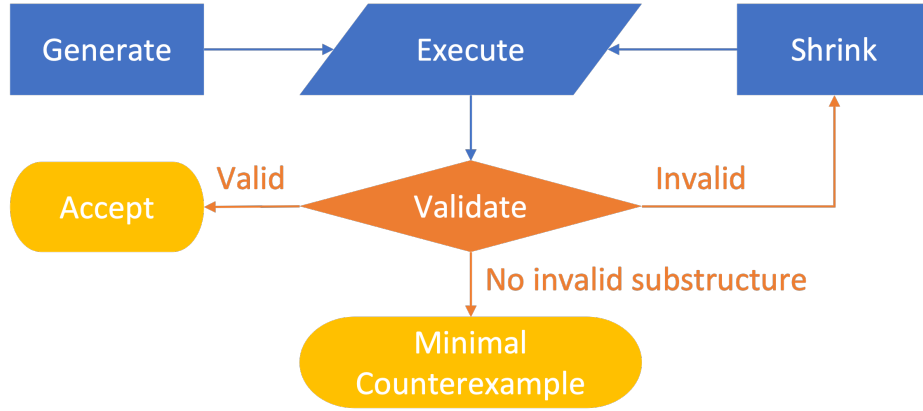 Generate
Execute
Shrink
Valid
Invalid
Accept
Validate
No invalid substructure
Minimal
Counterexample